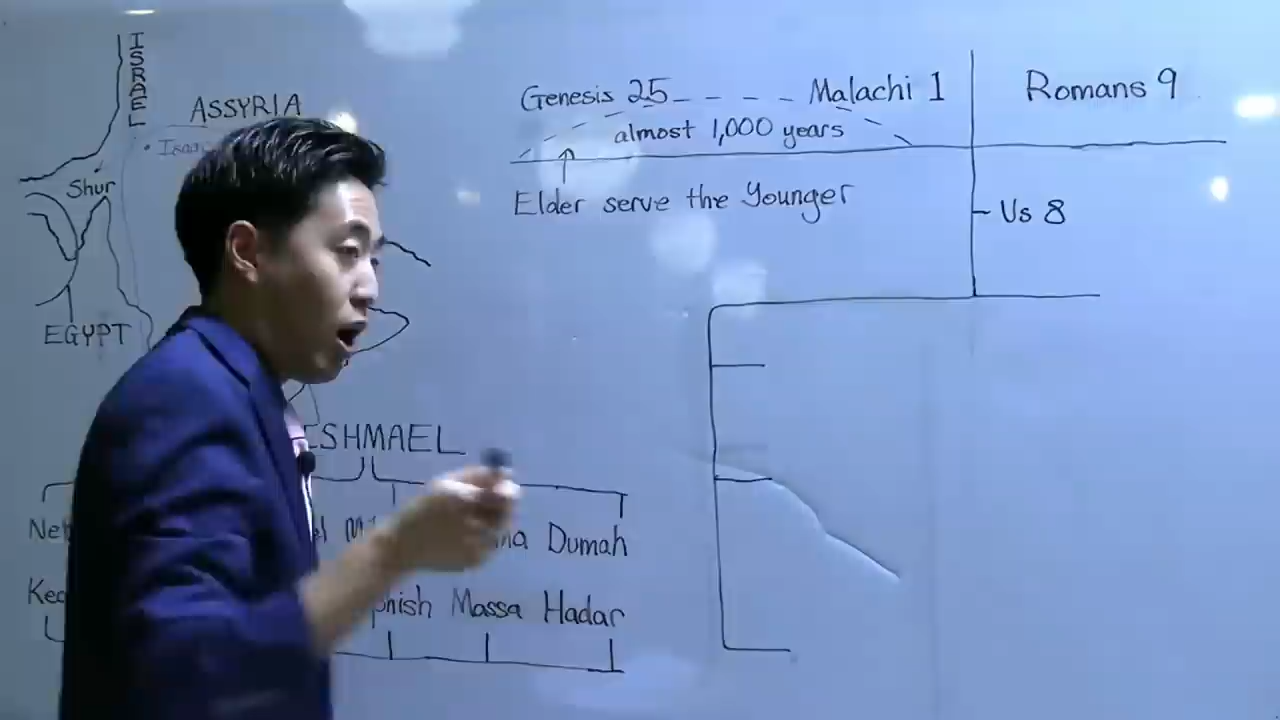 ISRAEL
ASSYRIA
Shur
EGYPT
Genesis 25 Malachi 1
almost 1,000 years
Elder serve the Younger
Romans 9
Vs 8
ISHMAEL
Dumah
Massa Hadar